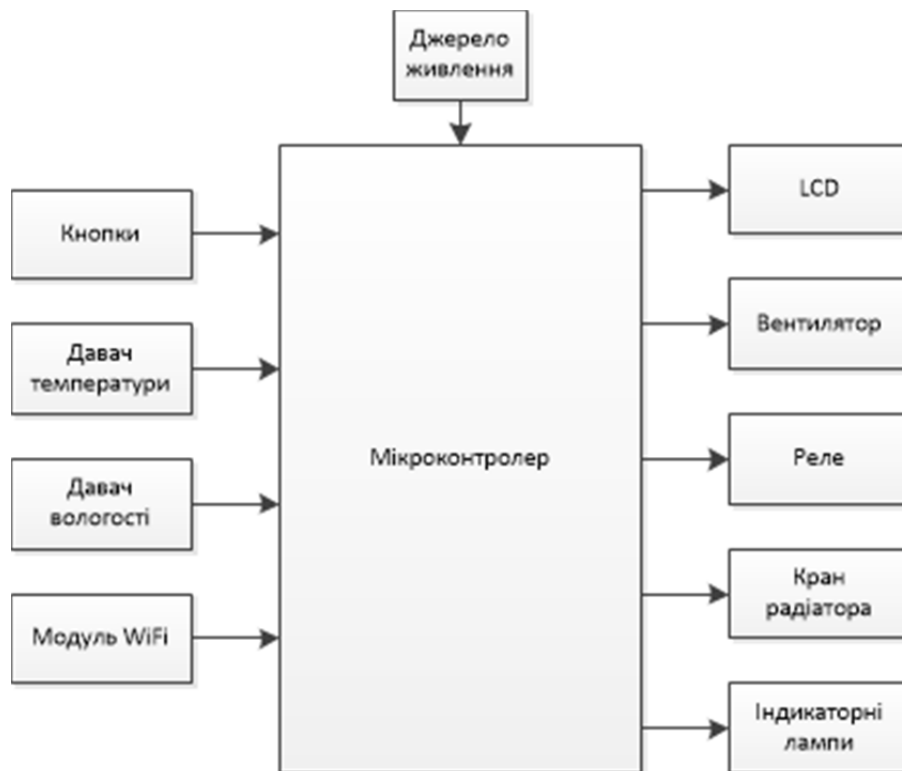 Джерело
живлення
Кнопки
Давач
температури
Давач
вологості
Модуль WiFi
Мікроконтролер
LCD
Вентилятор
Реле
Кран
радіатора
Індикаторні
лампи